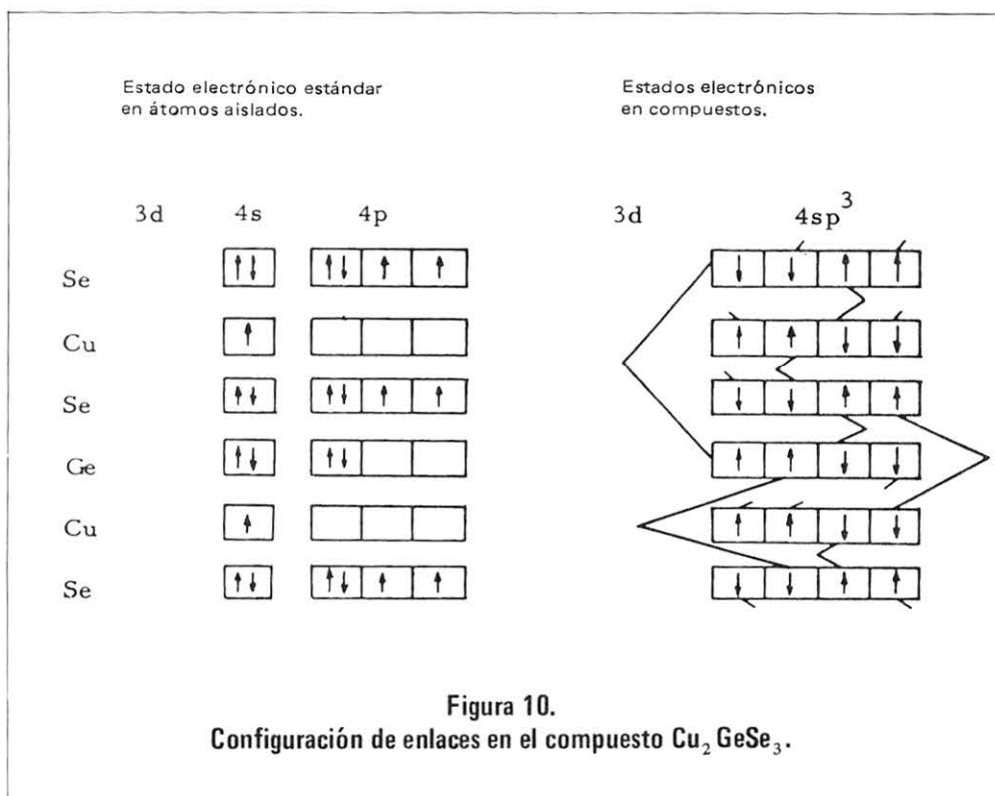 Estado electrónico estándar
en átomos aislados.
Estados electrónicos
en compuestos.
3d 4s 4p 3d 4sp³
Se
Cu
Se
Ge
Cu
Se
Figura 10.
Configuración de enlaces en el compuesto Cu₂ GeSe₃.